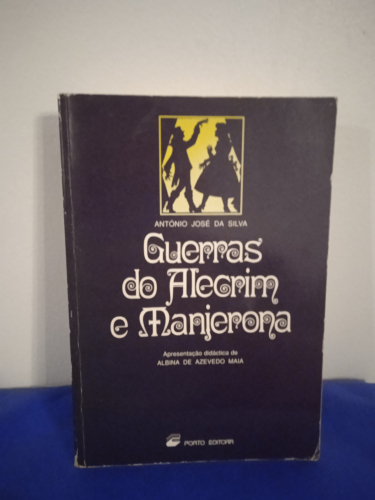 ANTÓNIO JOSÉ DA SILVA
Guerras
do Alecrim
e Manjerona
Apresentação didáctica de
ALBINA DE AZEVEDO MAIA
PORTO EDITORA